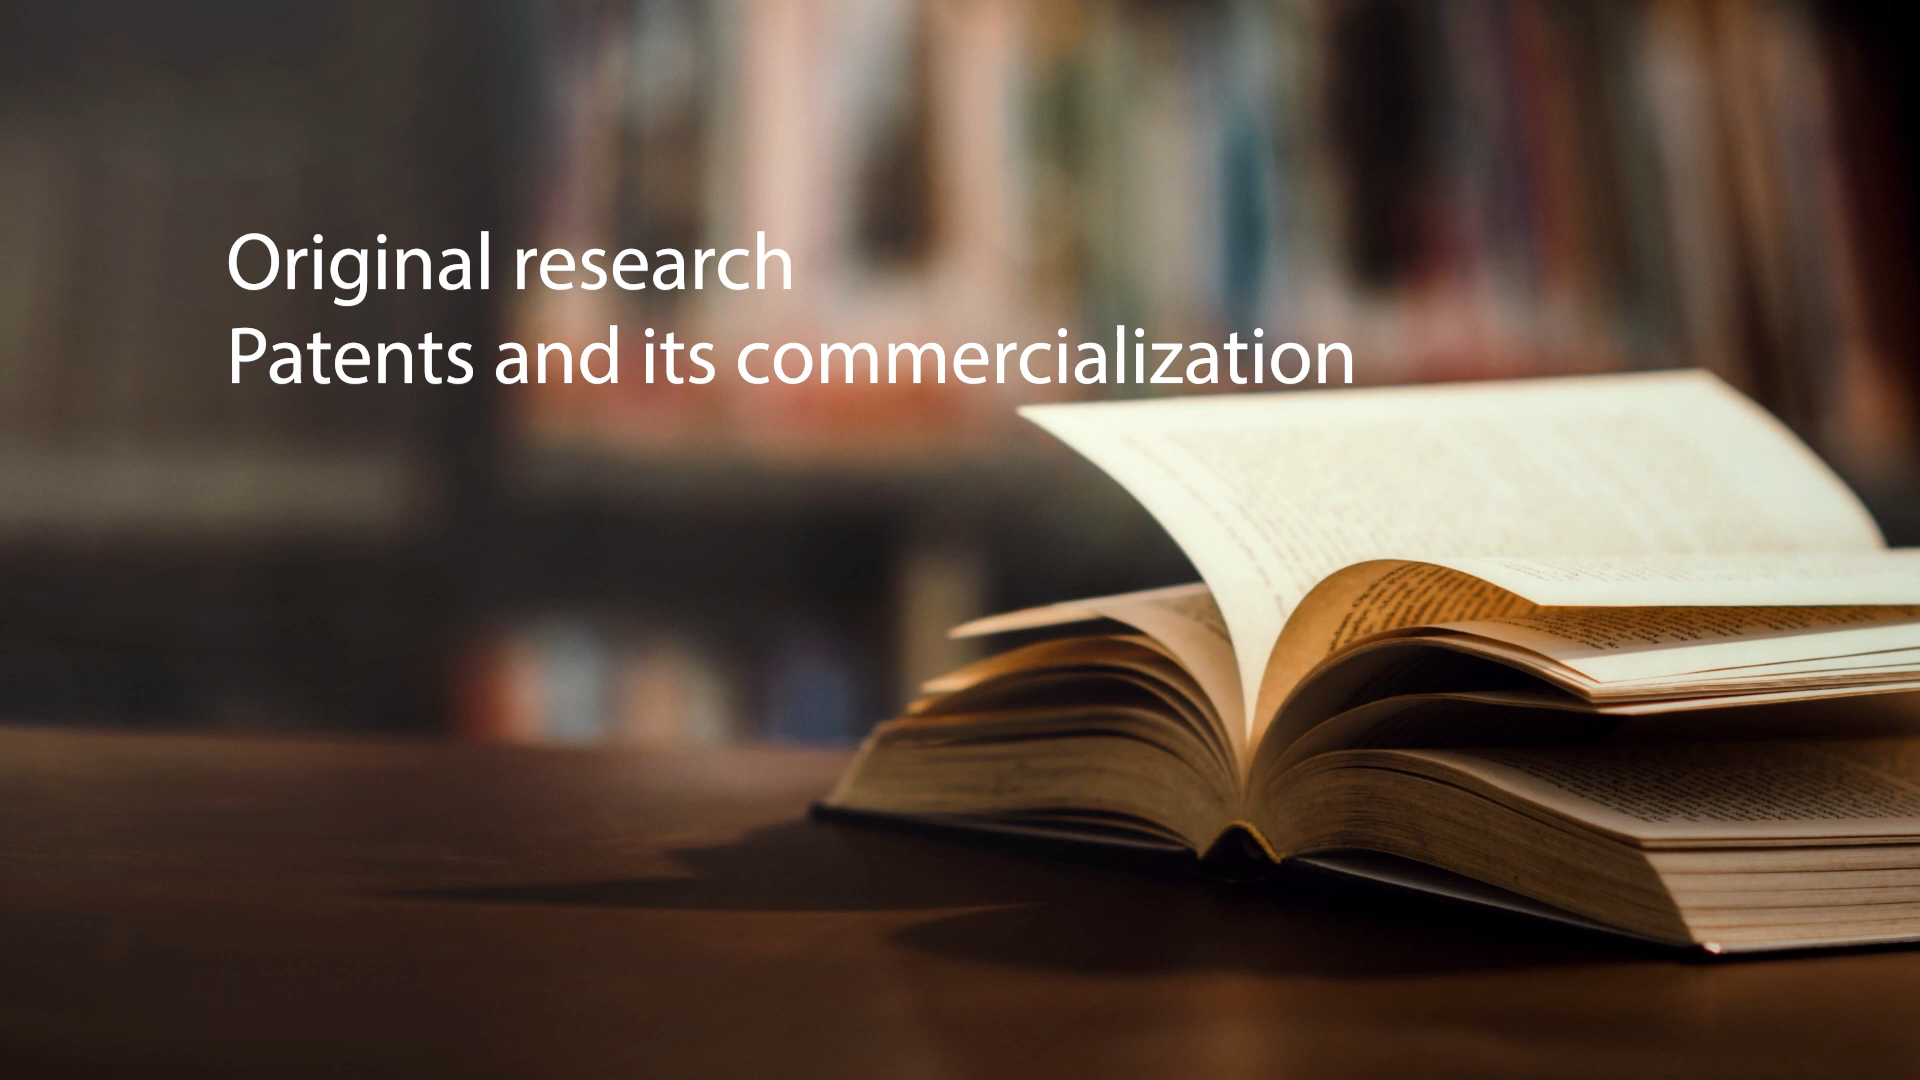 Original research
Patents and its commercialization